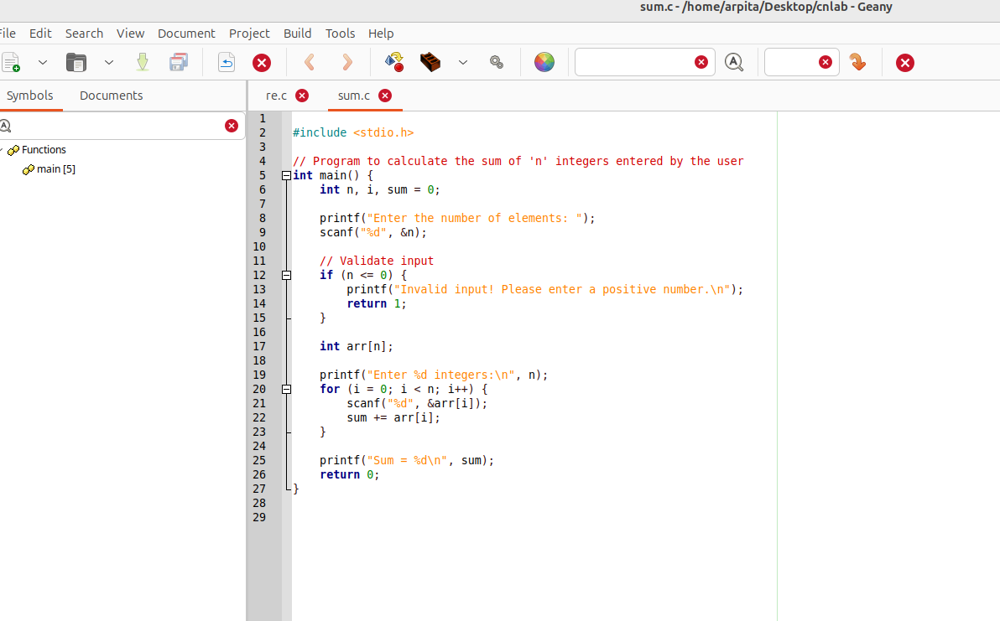 sum.c - /home/arpita/Desktop/cnlab - Geany
File Edit Search View Document Project Build Tools Help
Symbols Documents
re.c sum.c
Functions
main [5]
1
2 #include <stdio.h>
3
4 // Program to calculate the sum of 'n' integers entered by the user
5 int main() {
6     int n, i, sum = 0;
7
8     printf("Enter the number of elements: ");
9     scanf("%d", &n);
10
11     // Validate input
12     if (n <= 0) {
13         printf("Invalid input! Please enter a positive number.\n");
14         return 1;
15     }
16
17     int arr[n];
18
19     printf("Enter %d integers:\n", n);
20     for (i = 0; i < n; i++) {
21         scanf("%d", &arr[i]);
22         sum += arr[i];
23     }
24
25     printf("Sum = %d\n", sum);
26     return 0;
27 }
28
29